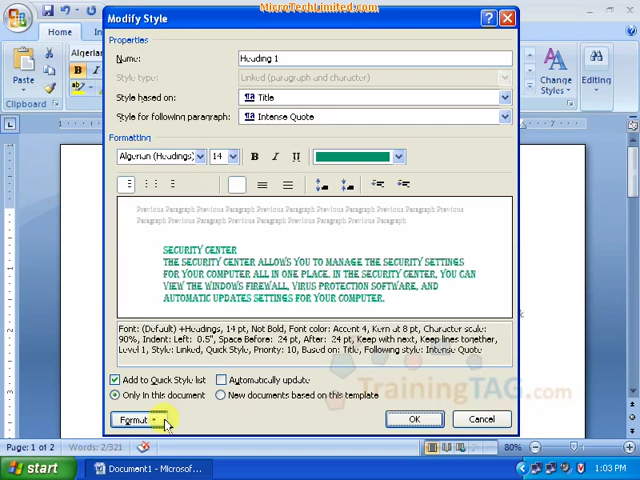 MicroTechLimited.com
Modify Style
Home
Properties
Name: Heading 1
Style type: Linked (paragraph and character)
Style based on: ¶a Title
Style for following paragraph: ¶a Intense Quote
Formatting
Algerian
Algerian (Headings) 14 B I U
B
Paste
Clipboard
Change
Styles
Editing
Previous Paragraph Previous Paragraph Previous Paragraph Previous Paragraph Previous Paragraph
Previous Paragraph Previous Paragraph Previous Paragraph Previous Paragraph
SECURITY CENTER
THE SECURITY CENTER ALLOWS YOU TO MANAGE THE SECURITY SETTINGS
FOR YOUR COMPUTER ALL IN ONE PLACE. IN THE SECURITY CENTER, YOU CAN
VIEW THE WINDOWS FIREWALL, VIRUS PROTECTION SOFTWARE, AND
AUTOMATIC UPDATES SETTINGS FOR YOUR COMPUTER.
Font: (Default) +Headings, 14 pt, Not Bold, Font color: Accent 4, Kern at 8 pt, Character scale:
90%, Indent: Left: 0.5", Space Before: 24 pt, After: 24 pt, Keep with next, Keep lines together,
Level 1, Style: Linked, Quick Style, Priority: 10, Based on: Title, Following style: Intense Quote
Add to Quick Style list Automatically update
Only in this document New documents based on this template
TrainingTAG.com
Format OK Cancel
Page: 1 of 2 Words: 2/321 80%
start Document1 - Microsof... 1:03 PM